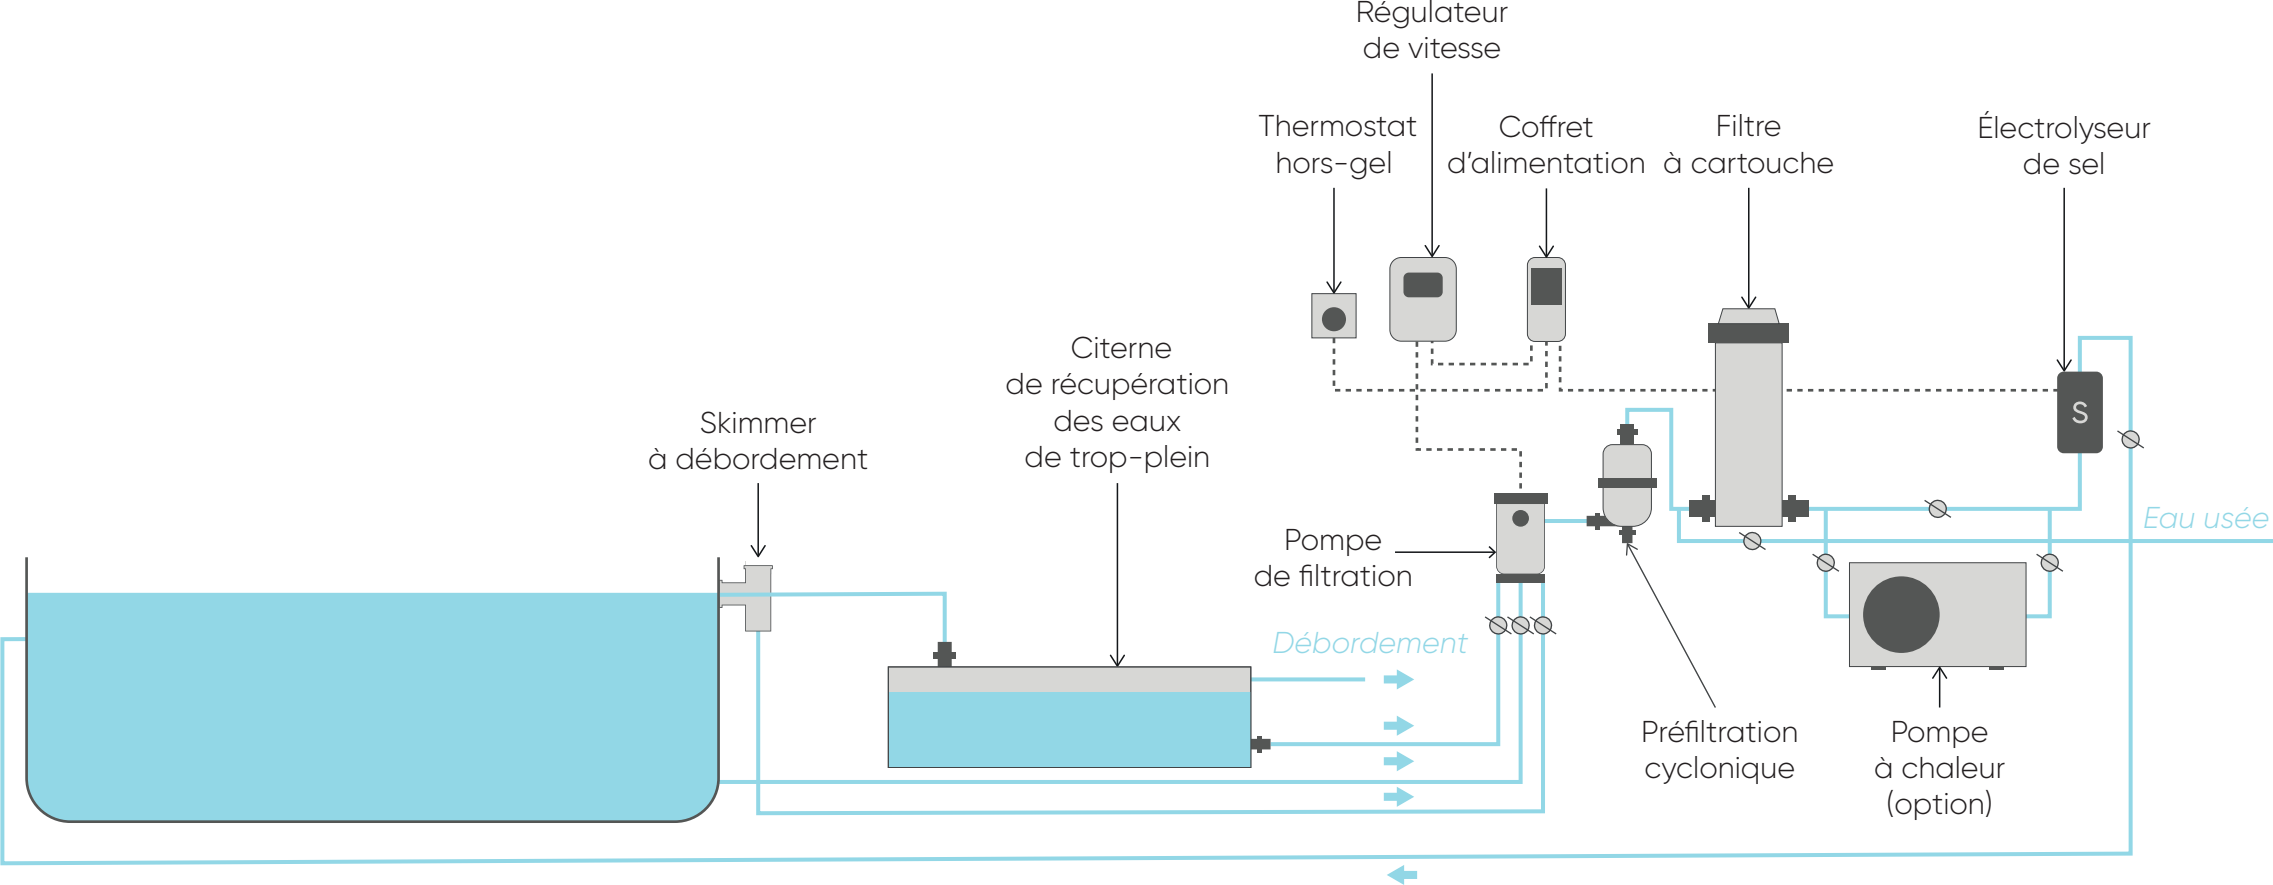 Régulateur
de vitesse
Thermostat
hors-gel
Coffret
d’alimentation
Filtre
à cartouche
Électrolyseur
de sel
Citerne
de récupération
des eaux
de trop-plein
Skimmer
à débordement
S
Eau usée
Pompe
de filtration
Débordement
Préfiltration
cyclonique
Pompe
à chaleur
(option)